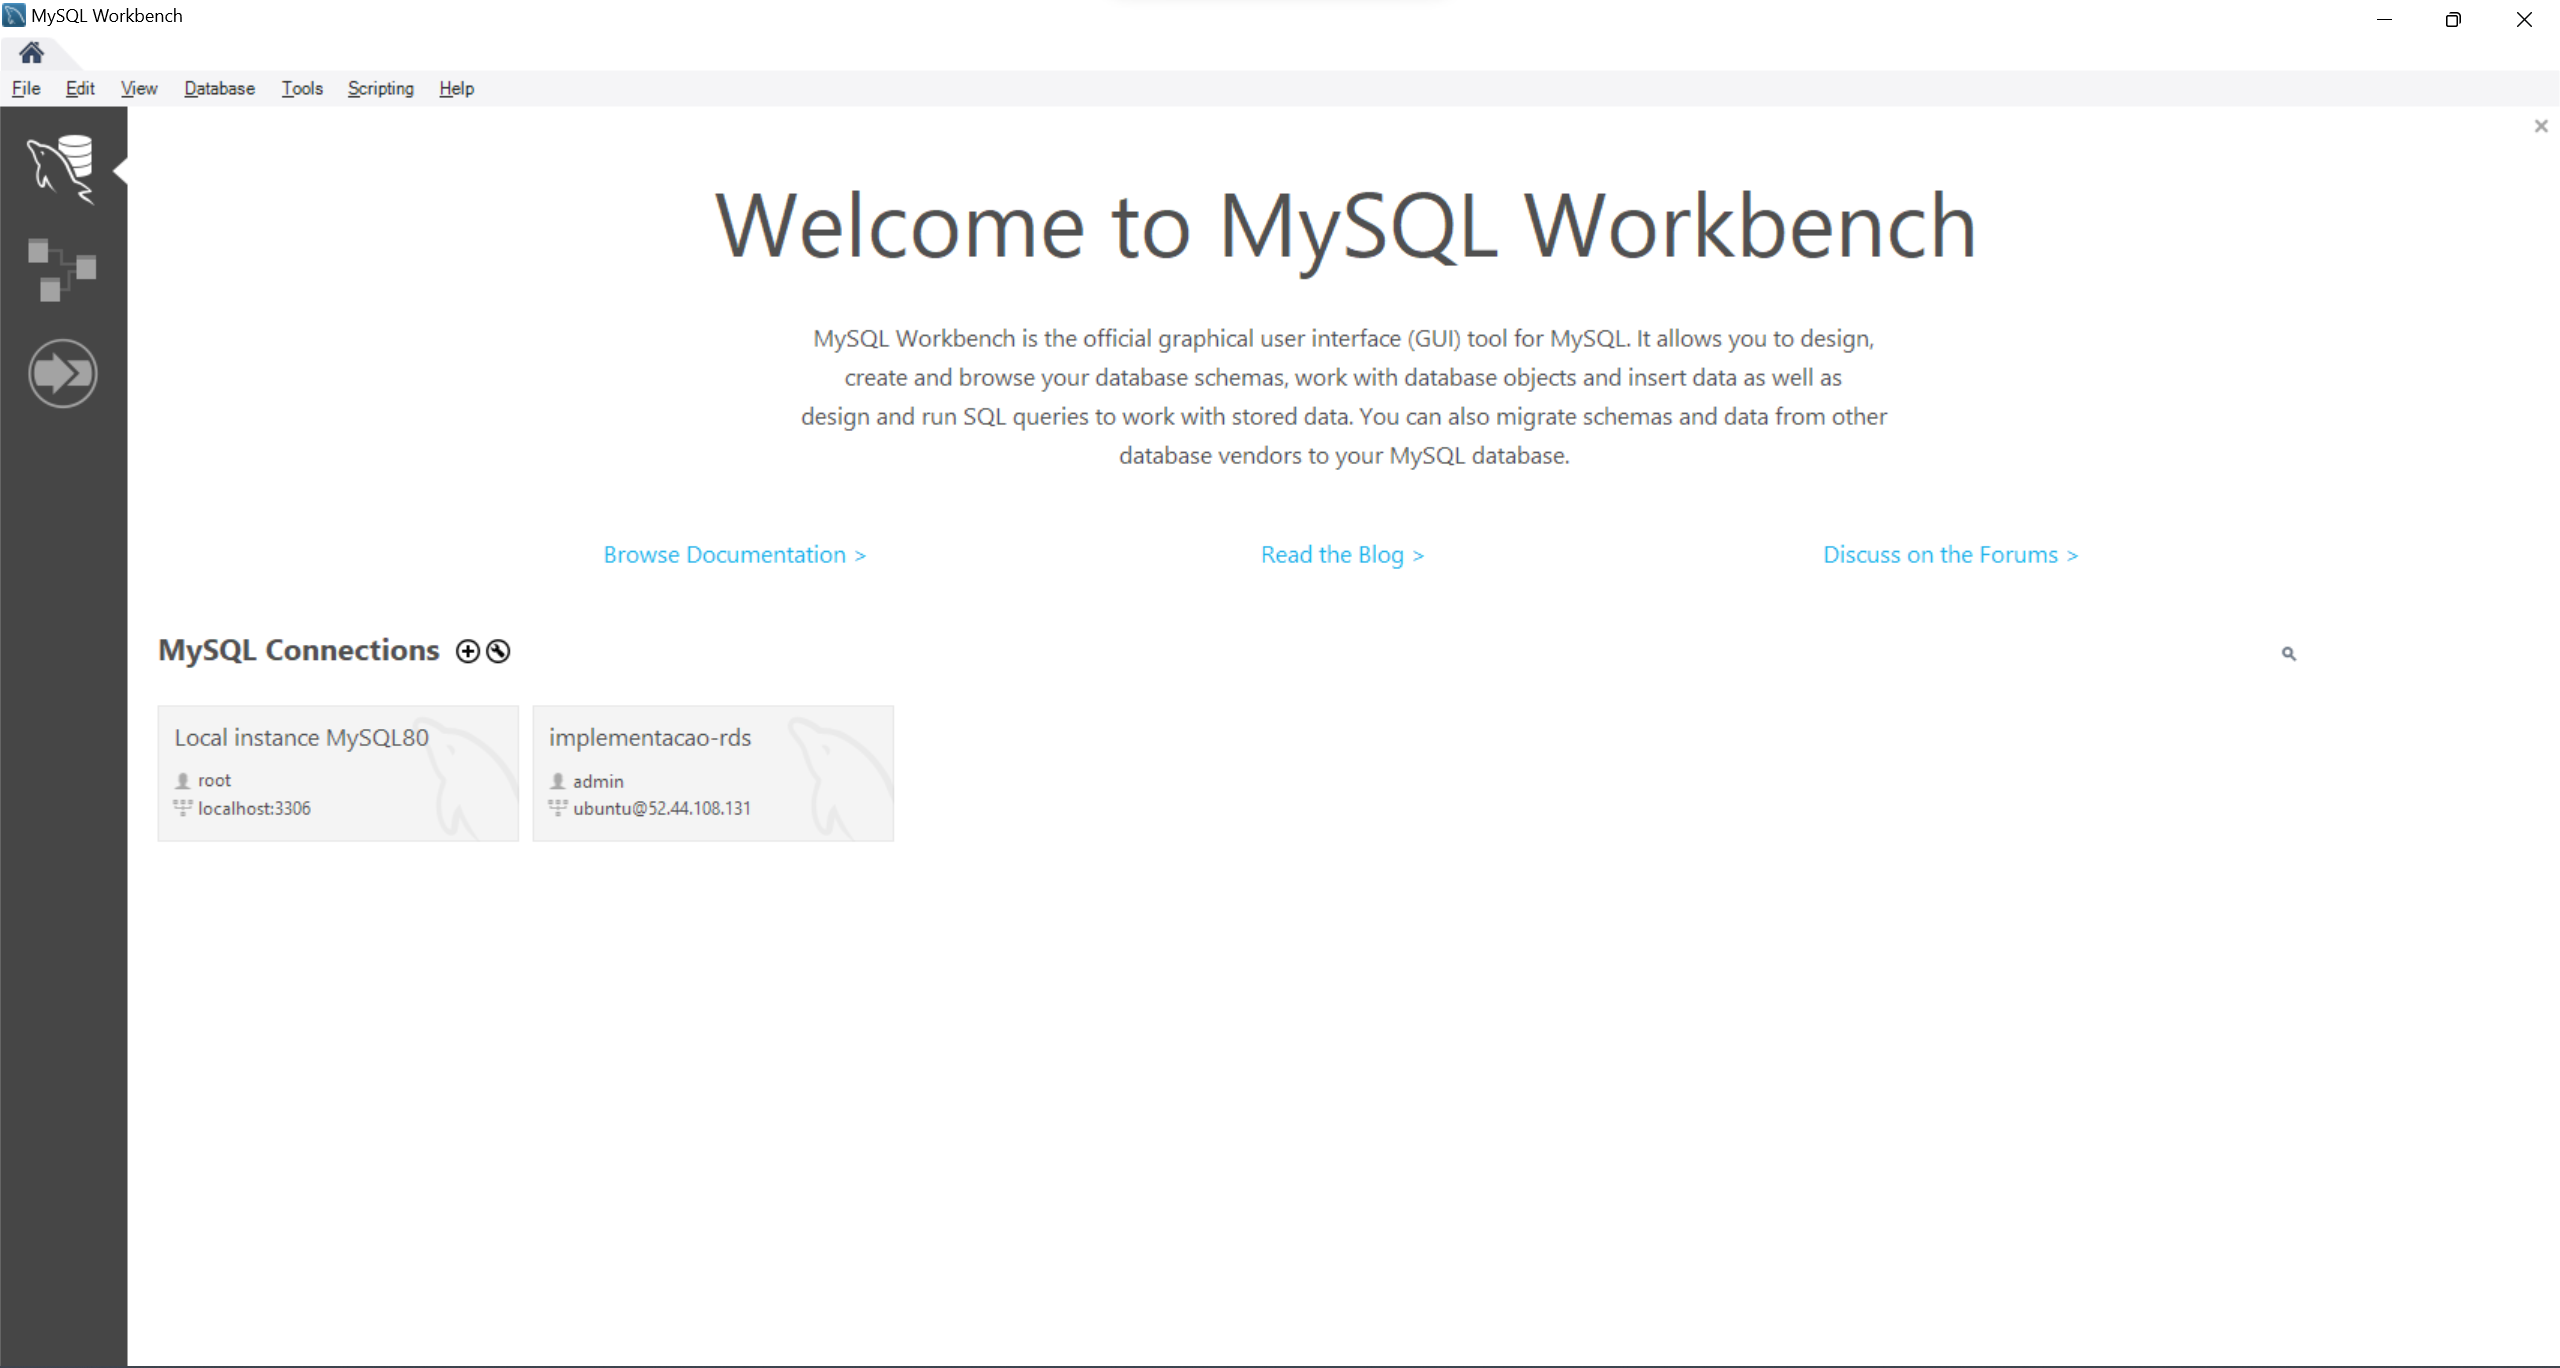 MySQL Workbench
File Edit View Database Tools Scripting Help
Welcome to MySQL Workbench
MySQL Workbench is the official graphical user interface (GUI) tool for MySQL. It allows you to design,
create and browse your database schemas, work with database objects and insert data as well as
design and run SQL queries to work with stored data. You can also migrate schemas and data from other
database vendors to your MySQL database.
Browse Documentation > Read the Blog > Discuss on the Forums >
MySQL Connections
Local instance MySQL80
root
localhost:3306
implementacao-rds
admin
ubuntu@52.44.108.131